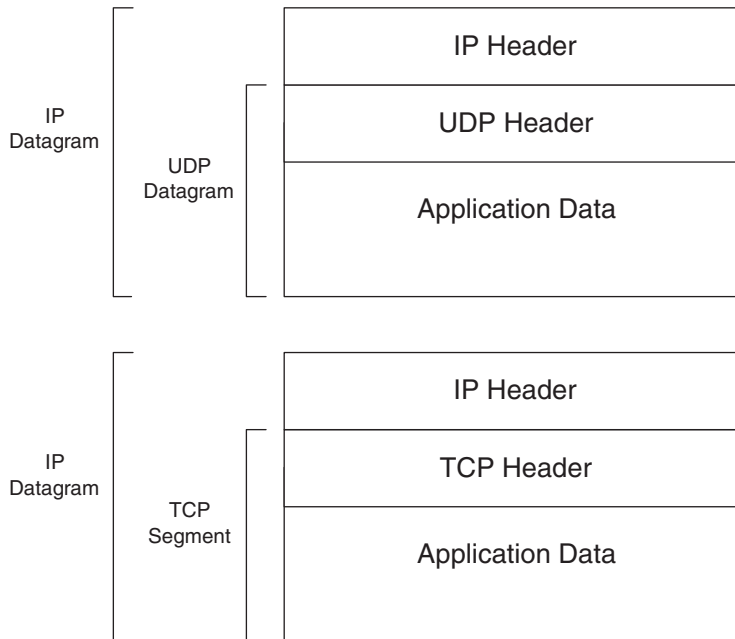 IP Header
IP
Datagram
UDP Header
UDP
Datagram
Application Data
IP Header
IP
Datagram
TCP Header
TCP
Segment
Application Data